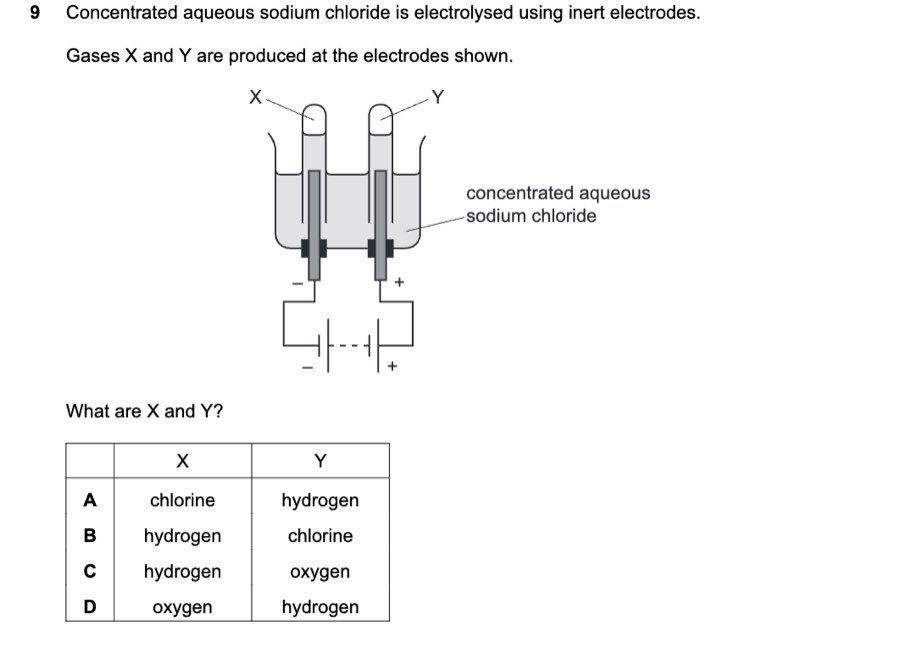 9 Concentrated aqueous sodium chloride is electrolysed using inert electrodes.
Gases X and Y are produced at the electrodes shown.
X Y
concentrated aqueous
sodium chloride
– +
– +
What are X and Y?
X Y
A chlorine hydrogen
B hydrogen chlorine
C hydrogen oxygen
D oxygen hydrogen